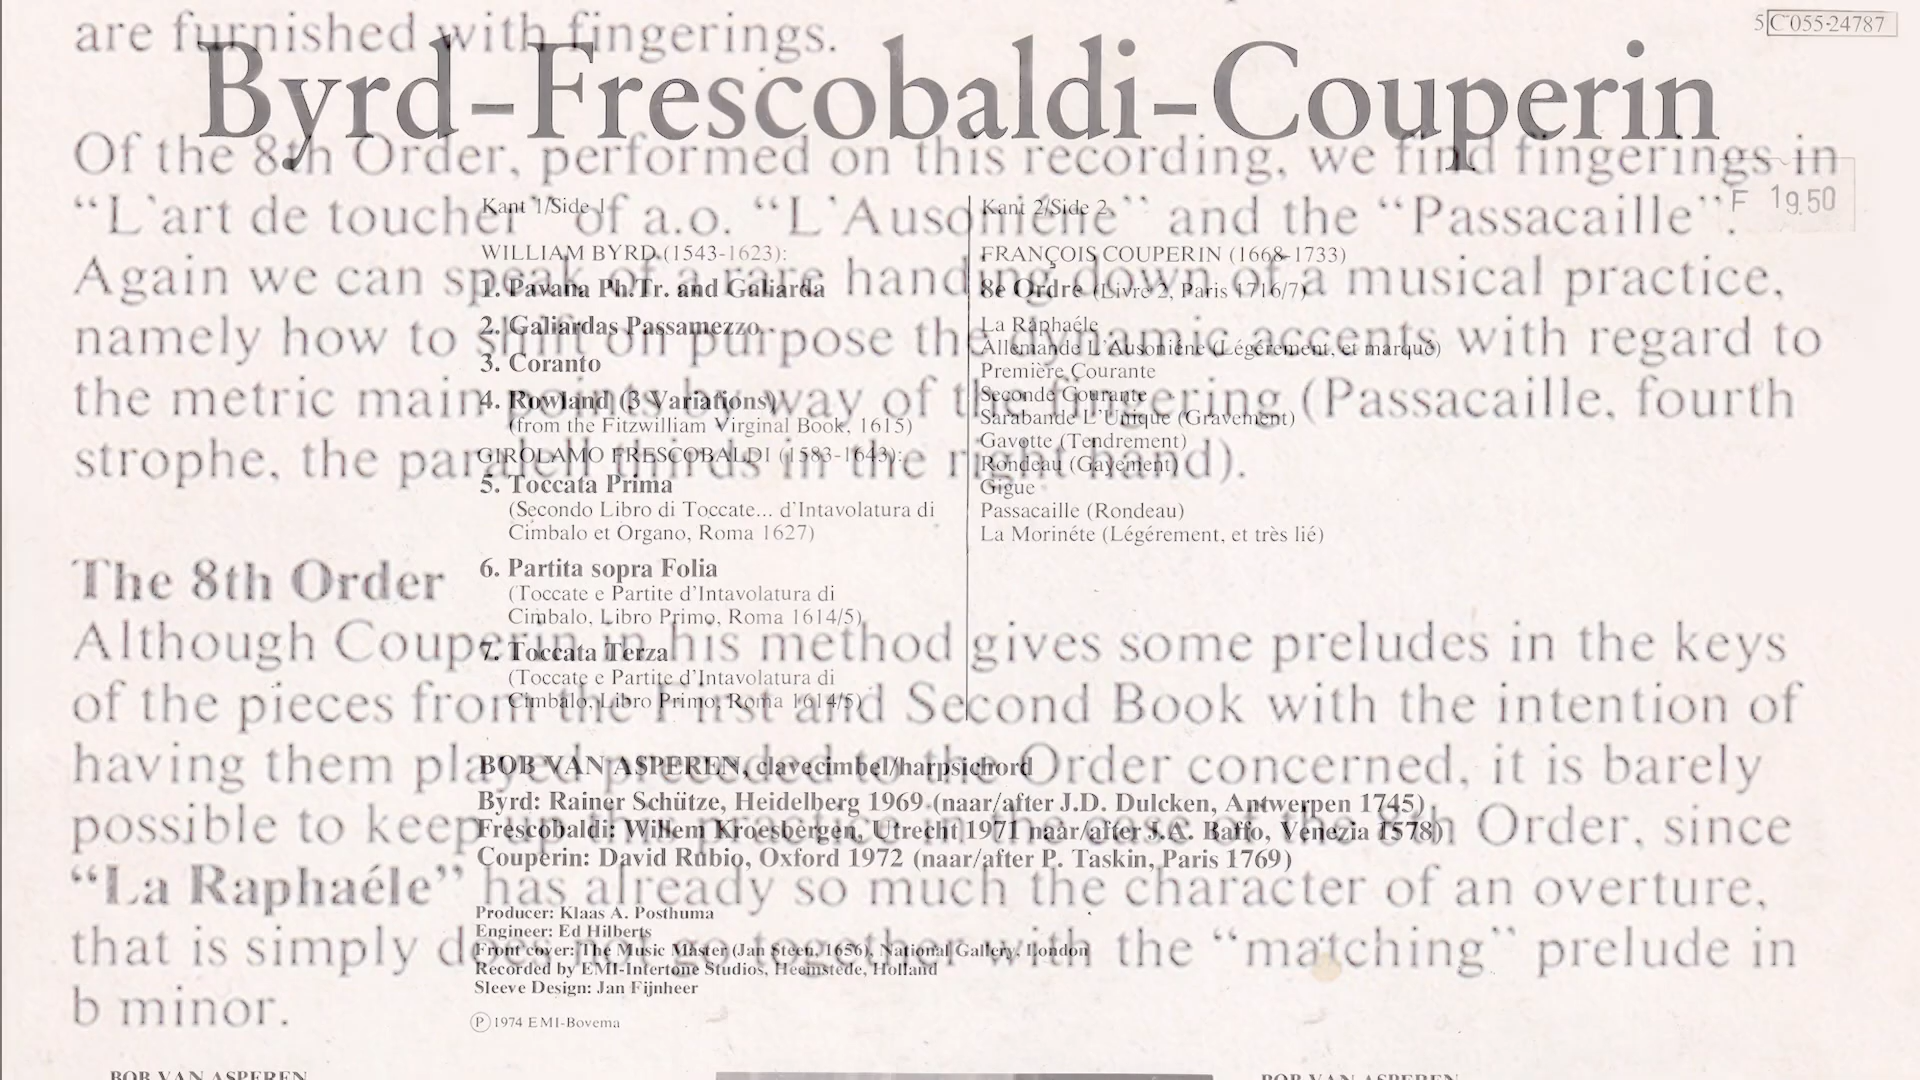 are furnished with fingerings.
Of the 8th Order, performed on this recording, we find fingerings in
“L'art de toucher” of a.o. “L'Ausoniéne” and the “Passacaille”.
Again we can speak of a rare handing down of a musical practice,
namely how to shift on purpose the dynamic accents with regard to
the metric main points by way of the fingering (Passacaille, fourth
strophe, the parallell thirds in the right hand).
The 8th Order
Although Couperin in his method gives some preludes in the keys
of the pieces from the First and Second Book with the intention of
having them played preceded to the Order concerned, it is barely
possible to keep up this practice in the case of the 8th Order, since
“La Raphaéle” has already so much the character of an overture,
that is simply does not go together with the “matching” prelude in
b minor.
5 C 055-24787
Byrd-Frescobaldi-Couperin
F 19.50
Kant 1/Side 1
WILLIAM BYRD (1543-1623):
1. Pavana Ph.Tr. and Galiarda
2. Galiardas Passamezzo
3. Coranto
4. Rowland (3 Variations)
(from the Fitzwilliam Virginal Book, 1615)
GIROLAMO FRESCOBALDI (1583-1643):
5. Toccata Prima
(Secondo Libro di Toccate... d'Intavolatura di
Cimbalo et Organo, Roma 1627)
6. Partita sopra Folia
(Toccate e Partite d'Intavolatura di
Cimbalo, Libro Primo, Roma 1614/5)
7. Toccata Terza
(Toccate e Partite d'Intavolatura di
Cimbalo, Libro Primo, Roma 1614/5)
Kant 2/Side 2
FRANÇOIS COUPERIN (1668-1733)
8e Ordre (Livre 2, Paris 1716/7)
La Raphaéle
Allemande L'Ausoniéne (Légérement, et marqué)
Première Courante
Seconde Courante
Sarabande L'Unique (Gravement)
Gavotte (Tendrement)
Rondeau (Gayement)
Gigue
Passacaille (Rondeau)
La Morinéte (Légérement, et très lié)
BOB VAN ASPEREN, clavecimbel/harpsichord
Byrd: Rainer Schütze, Heidelberg 1969 (naar/after J.D. Dulcken, Antwerpen 1745)
Frescobaldi: Willem Kroesbergen, Utrecht 1971 naar/after J.A. Baffo, Venezia 1578)
Couperin: David Rubio, Oxford 1972 (naar/after P. Taskin, Paris 1769)
Producer: Klaas A. Posthuma
Engineer: Ed Hilberts
Front cover: The Music Master (Jan Steen, 1656), National Gallery, London
Recorded by EMI-Intertone Studios, Heemstede, Holland
Sleeve Design: Jan Fijnheer
Ⓟ 1974 EMI-Bovema
BOB VAN ASPEREN
BOB VAN ASPEREN